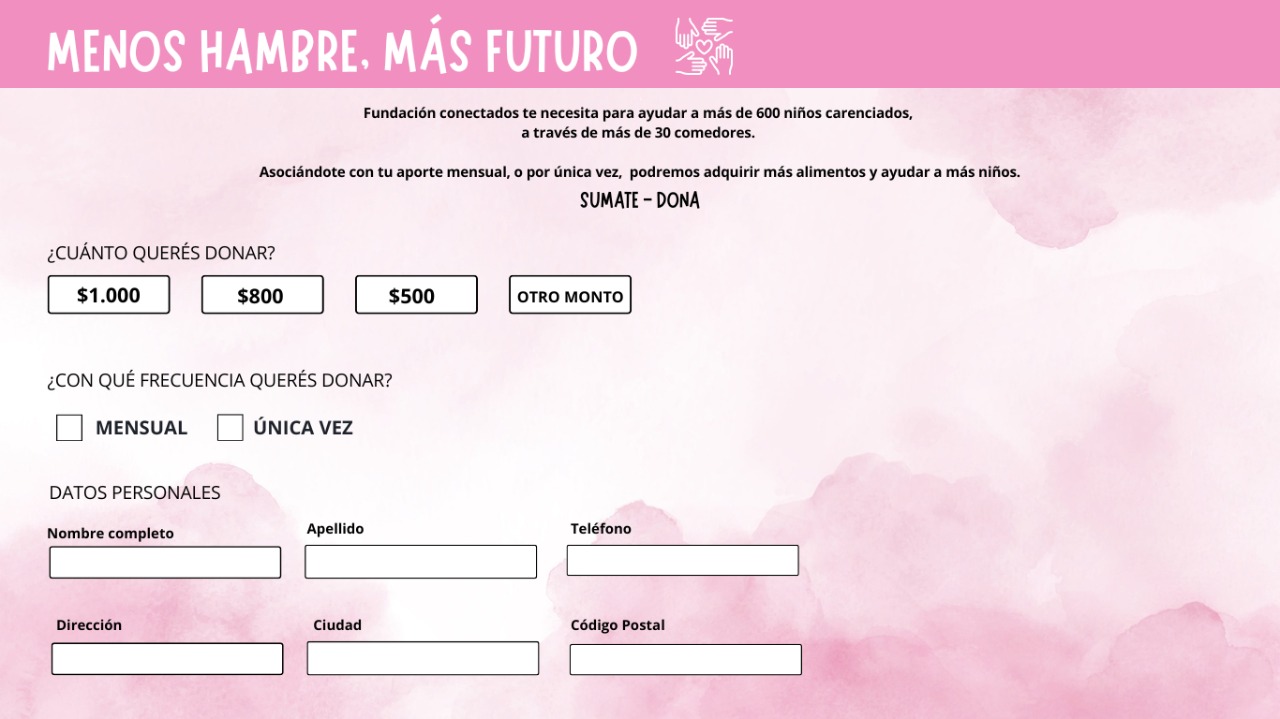 MENOS HAMBRE, MÁS FUTURO
Fundación conectados te necesita para ayudar a más de 600 niños carenciados,
a través de más de 30 comedores.
Asociándote con tu aporte mensual, o por única vez, podremos adquirir más alimentos y ayudar a más niños.
SUMATE - DONA
¿CUÁNTO QUERÉS DONAR?
$1.000 $800 $500 OTRO MONTO
¿CON QUÉ FRECUENCIA QUERÉS DONAR?
MENSUAL ÚNICA VEZ
DATOS PERSONALES
Nombre completo Apellido Teléfono
Dirección Ciudad Código Postal